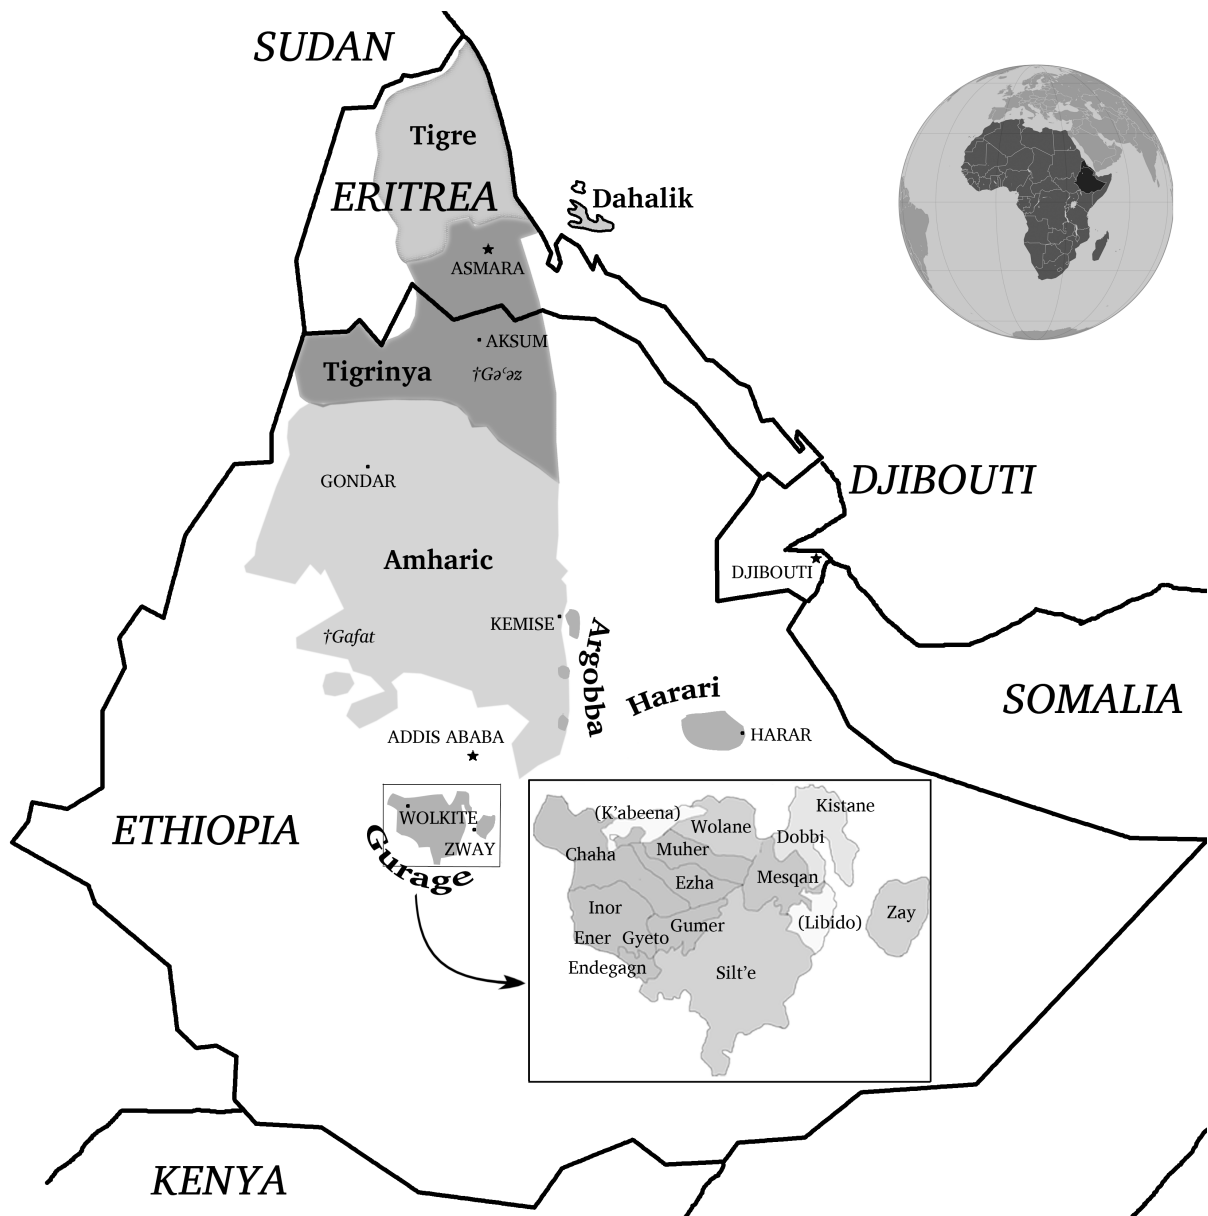 SUDAN
Tigre
ERITREA
Dahalik
ASMARA
AKSUM
Tigrinya
†Gəˁəz
GONDAR
DJIBOUTI
Amharic
DJIBOUTI
KEMISE
†Gafat
Argobba
Harari
SOMALIA
HARAR
ADDIS ABABA
ETHIOPIA
WOLKITE
ZWAY
Gurage
Kistane
(K’abeena)
Wolane
Dobbi
Muher
Chaha
Mesqan
Ezha
Inor
Zay
(Libido)
Gumer
Ener
Gyeto
Endegagn
Silt’e
KENYA